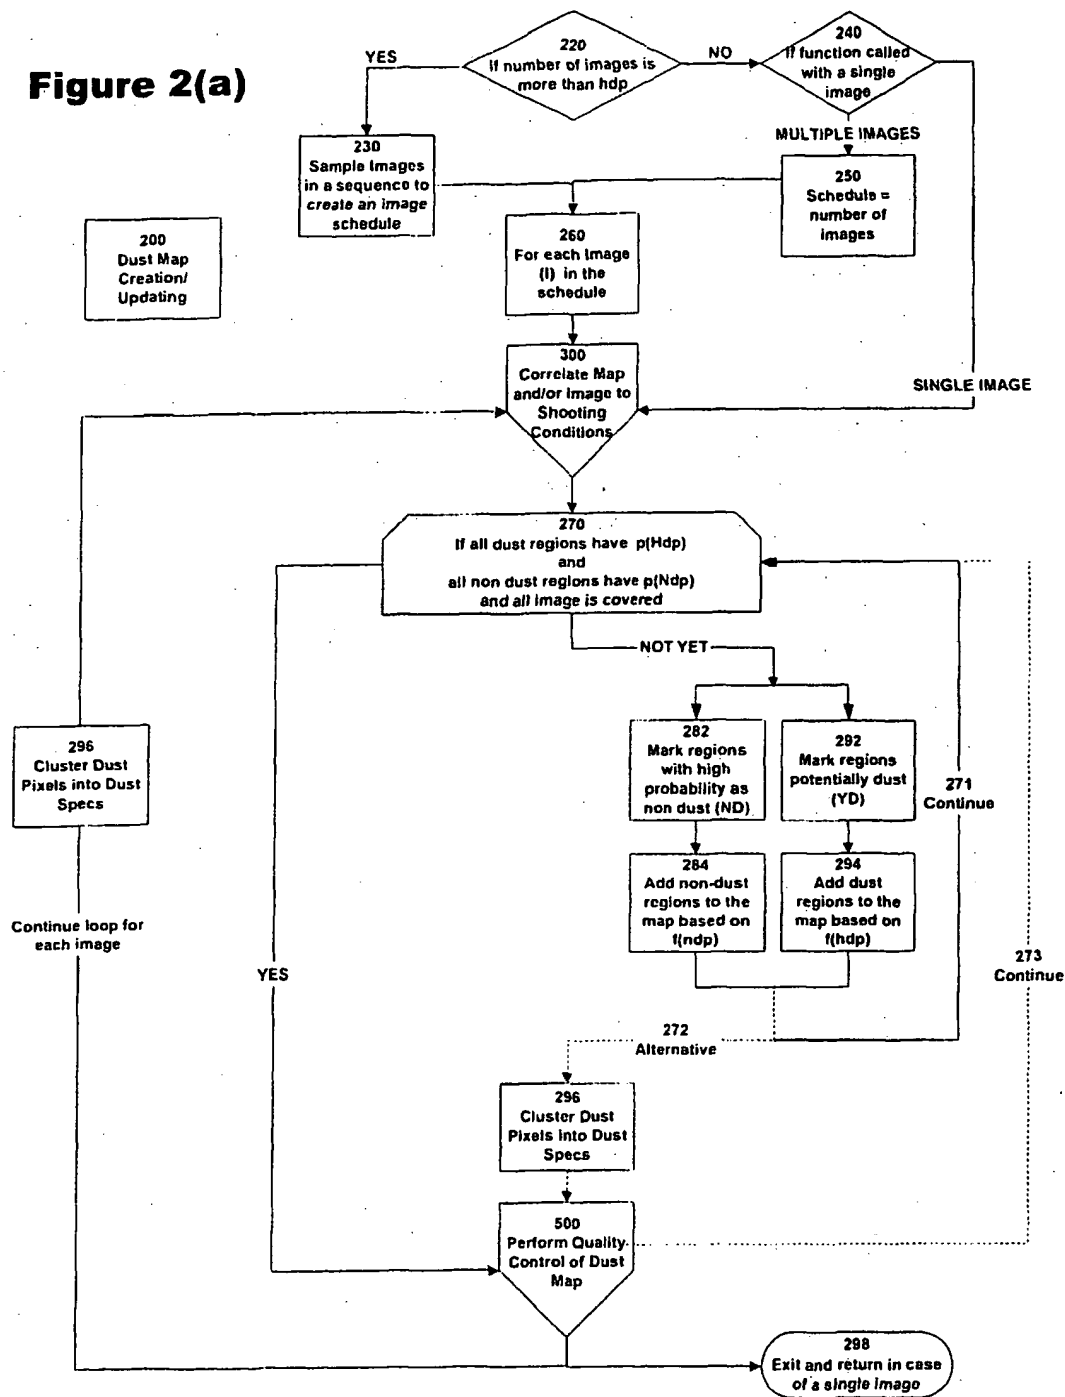 Figure 2(a)
220
If number of images is
more than hdp
YES
NO
240
If function called
with a single
image
MULTIPLE IMAGES
SINGLE IMAGE
230
Sample Images
in a sequence to
create an image
schedule
250
Schedule =
number of
images
200
Dust Map
Creation/
Updating
260
For each Image
(I) in the
schedule
300
Correlate Map
and/or Image to
Shooting
Conditions
270
If all dust regions have p(Hdp)
and
all non dust regions have p(Ndp)
and all image is covered
NOT YET
296
Cluster Dust
Pixels into Dust
Specs
282
Mark regions
with high
probability as
non dust (ND)
292
Mark regions
potentially dust
(YD)
271
Continue
284
Add non-dust
regions to the
map based on
f(ndp)
294
Add dust
regions to the
map based on
f(hdp)
Continue loop for
each image
YES
273
Continue
272
Alternative
296
Cluster Dust
Pixels into Dust
Specs
500
Perform Quality
Control of Dust
Map
298
Exit and return in case
of a single image